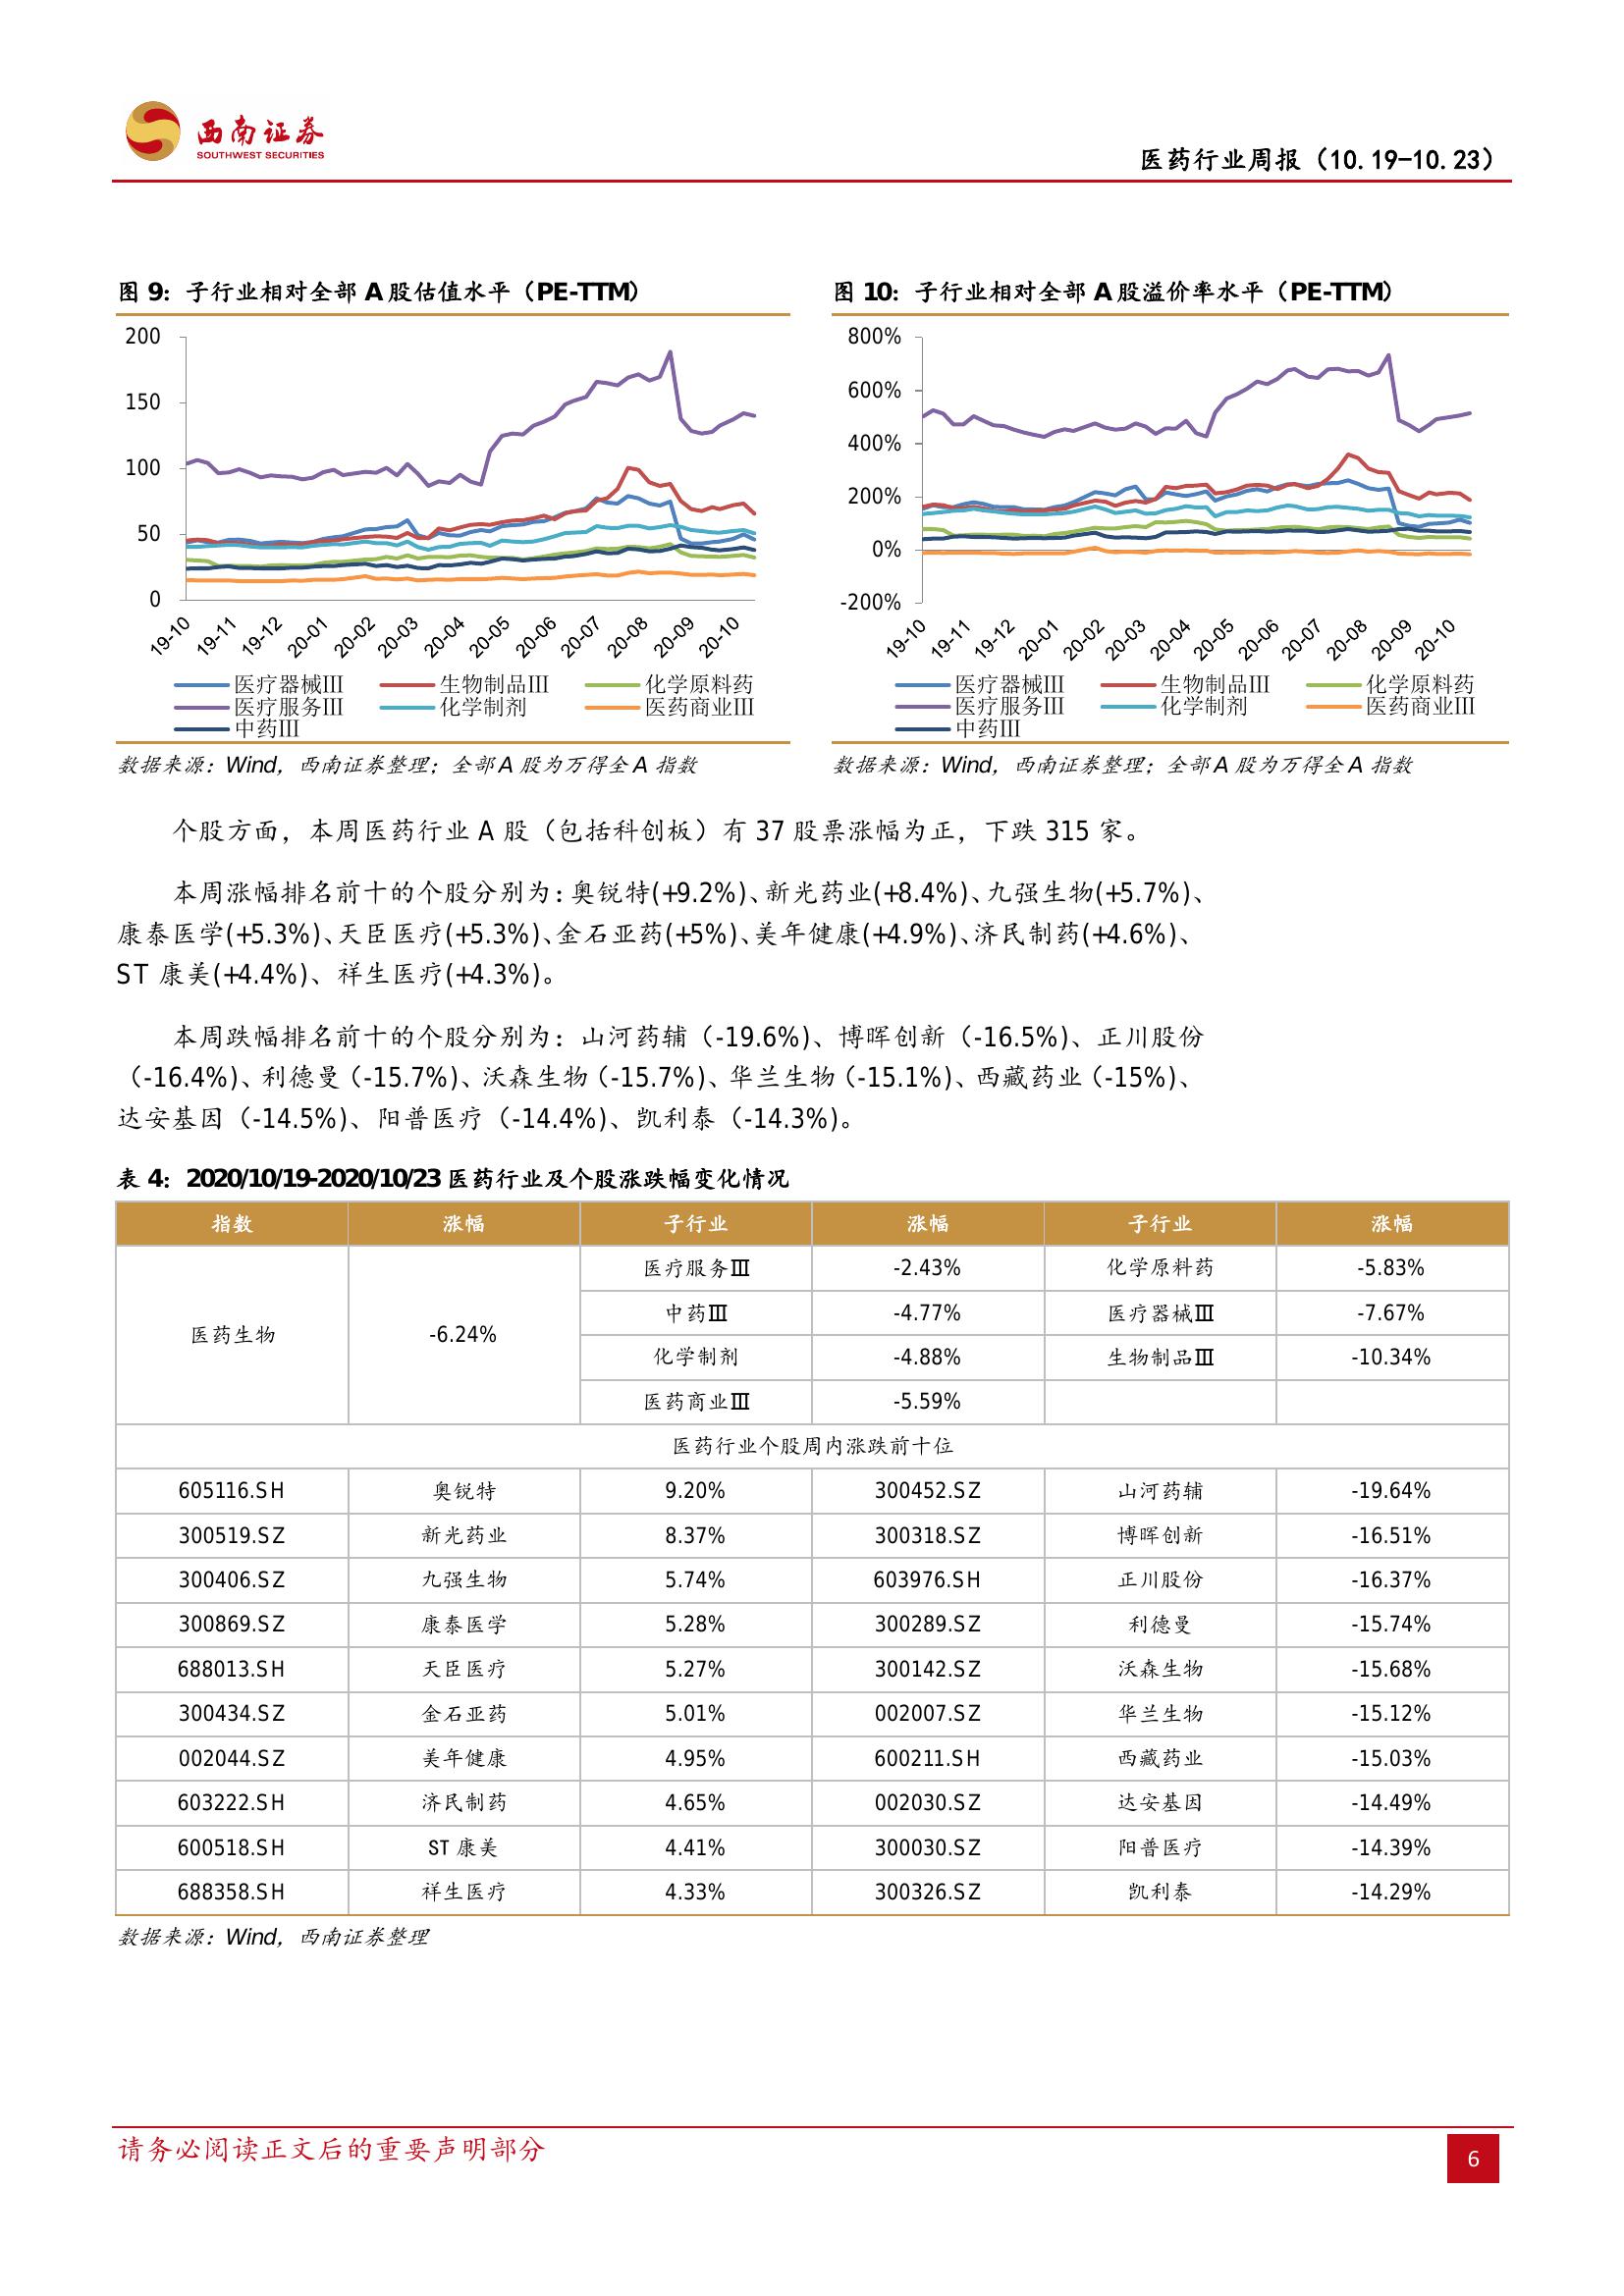 西南证券
SOUTHWEST SECURITIES
医药行业周报（10.19-10.23）
图 9：子行业相对全部 A 股估值水平（PE-TTM）
200
150
100
50
0
19-10 19-11 19-12 20-01 20-02 20-03 20-04 20-05 20-06 20-07 20-08 20-09 20-10
医疗器械III 生物制品III 化学原料药
医疗服务III 化学制剂 医药商业III
中药III
数据来源：Wind，西南证券整理；全部 A 股为万得全 A 指数
图 10：子行业相对全部 A 股溢价率水平（PE-TTM）
800%
600%
400%
200%
0%
-200%
19-10 19-11 19-12 20-01 20-02 20-03 20-04 20-05 20-06 20-07 20-08 20-09 20-10
医疗器械III 生物制品III 化学原料药
医疗服务III 化学制剂 医药商业III
中药III
数据来源：Wind，西南证券整理；全部 A 股为万得全 A 指数
个股方面，本周医药行业 A 股（包括科创板）有 37 股票涨幅为正，下跌 315 家。
本周涨幅排名前十的个股分别为：奥锐特(+9.2%)、新光药业(+8.4%)、九强生物(+5.7%)、
康泰医学(+5.3%)、天臣医疗(+5.3%)、金石亚药(+5%)、美年健康(+4.9%)、济民制药(+4.6%)、
ST 康美(+4.4%)、祥生医疗(+4.3%)。
本周跌幅排名前十的个股分别为：山河药辅（-19.6%)、博晖创新（-16.5%)、正川股份
（-16.4%)、利德曼（-15.7%)、沃森生物（-15.7%)、华兰生物（-15.1%)、西藏药业（-15%)、
达安基因（-14.5%)、阳普医疗（-14.4%)、凯利泰（-14.3%)。
表 4：2020/10/19-2020/10/23 医药行业及个股涨跌幅变化情况
指数 涨幅 子行业 涨幅 子行业 涨幅
医药生物 -6.24% 医疗服务Ⅲ -2.43% 化学原料药 -5.83%
中药Ⅲ -4.77% 医疗器械Ⅲ -7.67%
化学制剂 -4.88% 生物制品Ⅲ -10.34%
医药商业Ⅲ -5.59%
医药行业个股周内涨跌前十位
605116.SH 奥锐特 9.20% 300452.SZ 山河药辅 -19.64%
300519.SZ 新光药业 8.37% 300318.SZ 博晖创新 -16.51%
300406.SZ 九强生物 5.74% 603976.SH 正川股份 -16.37%
300869.SZ 康泰医学 5.28% 300289.SZ 利德曼 -15.74%
688013.SH 天臣医疗 5.27% 300142.SZ 沃森生物 -15.68%
300434.SZ 金石亚药 5.01% 002007.SZ 华兰生物 -15.12%
002044.SZ 美年健康 4.95% 600211.SH 西藏药业 -15.03%
603222.SH 济民制药 4.65% 002030.SZ 达安基因 -14.49%
600518.SH ST 康美 4.41% 300030.SZ 阳普医疗 -14.39%
688358.SH 祥生医疗 4.33% 300326.SZ 凯利泰 -14.29%
数据来源：Wind，西南证券整理
请务必阅读正文后的重要声明部分
6